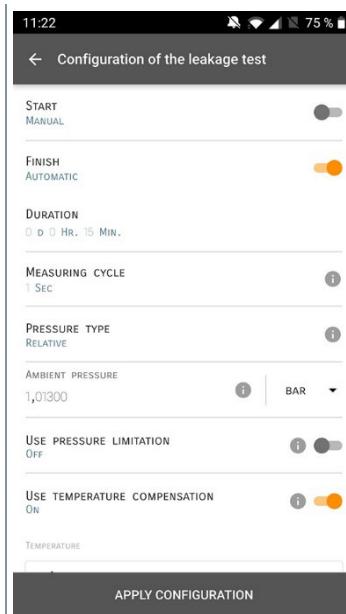 11:22
75 %
Configuration of the leakage test
START
MANUAL
FINISH
AUTOMATIC
DURATION
0 D 0 HR. 15 MIN.
MEASURING CYCLE
1 SEC
PRESSURE TYPE
RELATIVE
AMBIENT PRESSURE
1,01300
BAR
USE PRESSURE LIMITATION
OFF
USE TEMPERATURE COMPENSATION
ON
TEMPERATURE
APPLY CONFIGURATION